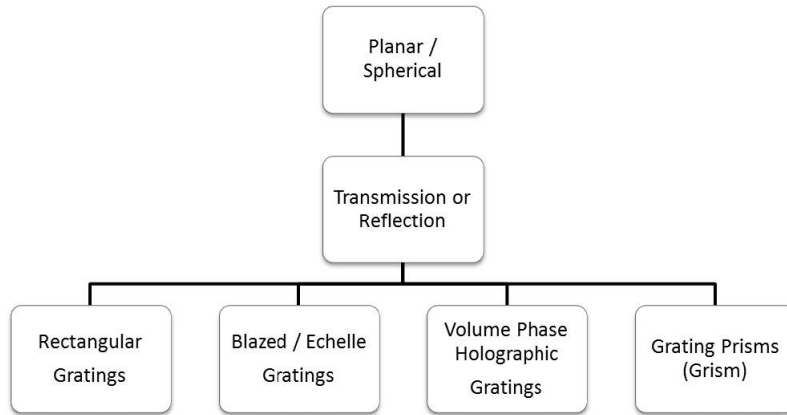 Planar /
Spherical
Transmission or
Reflection
Rectangular
Gratings
Blazed / Echelle
Gratings
Volume Phase
Holographic
Gratings
Grating Prisms
(Grism)